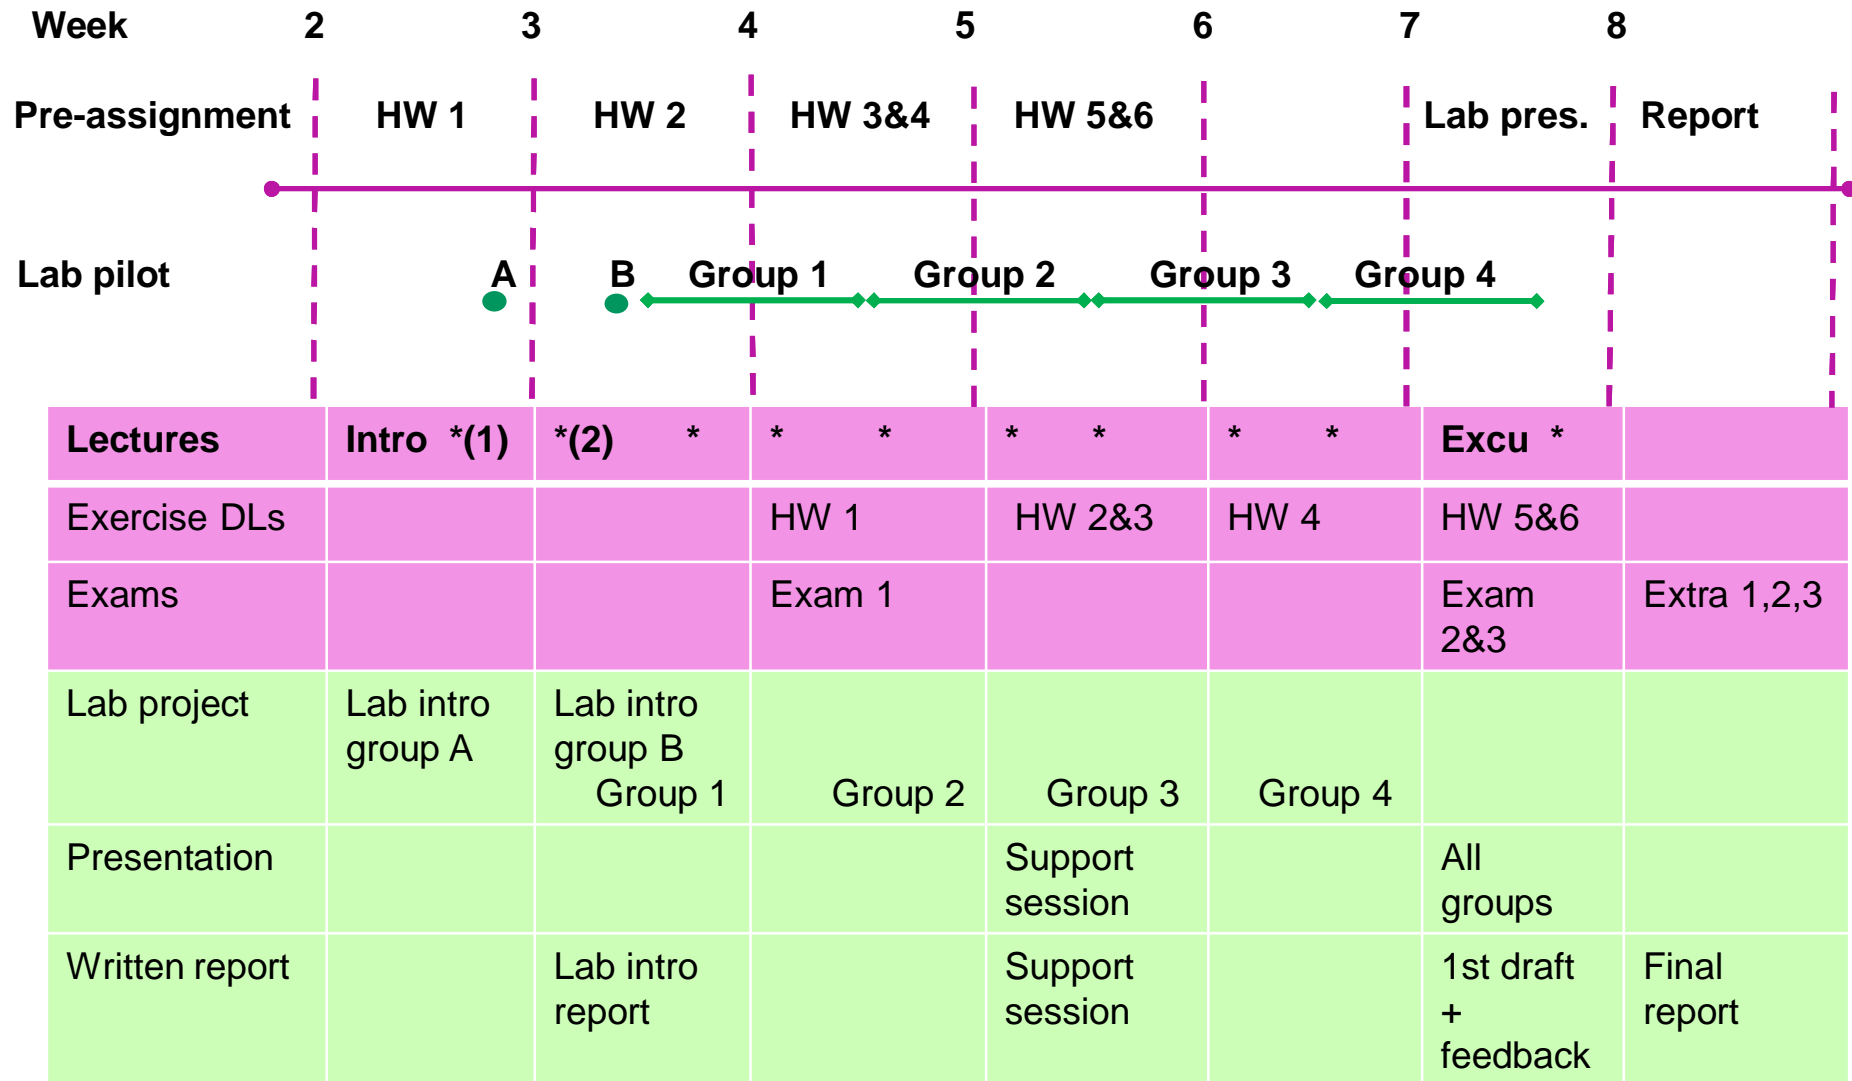 Week 2 3 4 5 6 7 8
Pre-assignment HW 1 HW 2 HW 3&4 HW 5&6 Lab pres. Report
Lab pilot A B Group 1 Group 2 Group 3 Group 4
Lectures Intro *(1) *(2) * * * * * * * Excu *
Exercise DLs HW 1 HW 2&3 HW 4 HW 5&6
Exams Exam 1 Exam Extra 1,2,3
2&3
Lab project Lab intro Lab intro
group A group B
Group 1 Group 2 Group 3 Group 4
Presentation Support All
session groups
Written report Lab intro Support 1st draft Final
report session + report
feedback